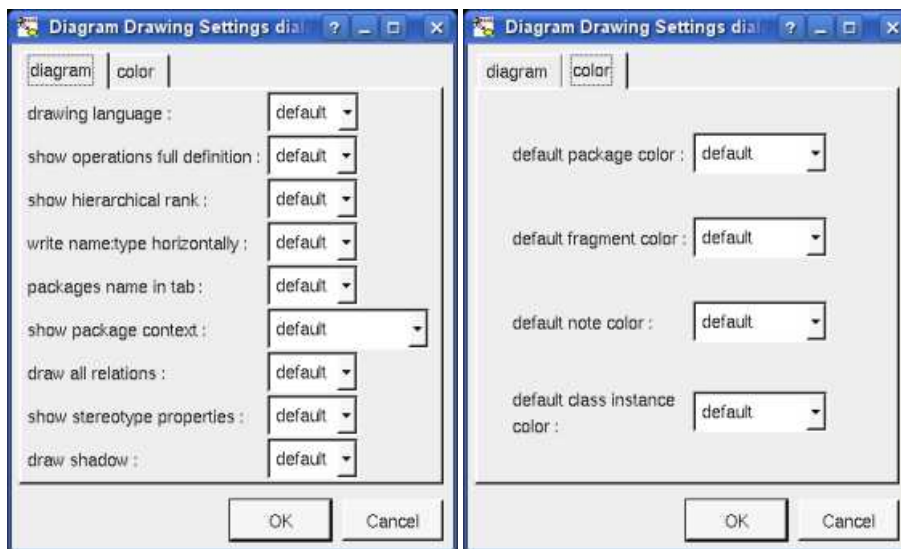 Diagram Drawing Settings dial
diagram color
drawing language : default
show operations full definition : default
show hierarchical rank : default
write name:type horizontally : default
packages name in tab : default
show package context : default
draw all relations : default
show stereotype properties : default
draw shadow : default
OK Cancel
Diagram Drawing Settings dial
diagram color
default package color : default
default fragment color : default
default note color : default
default class instance
color : default
OK Cancel